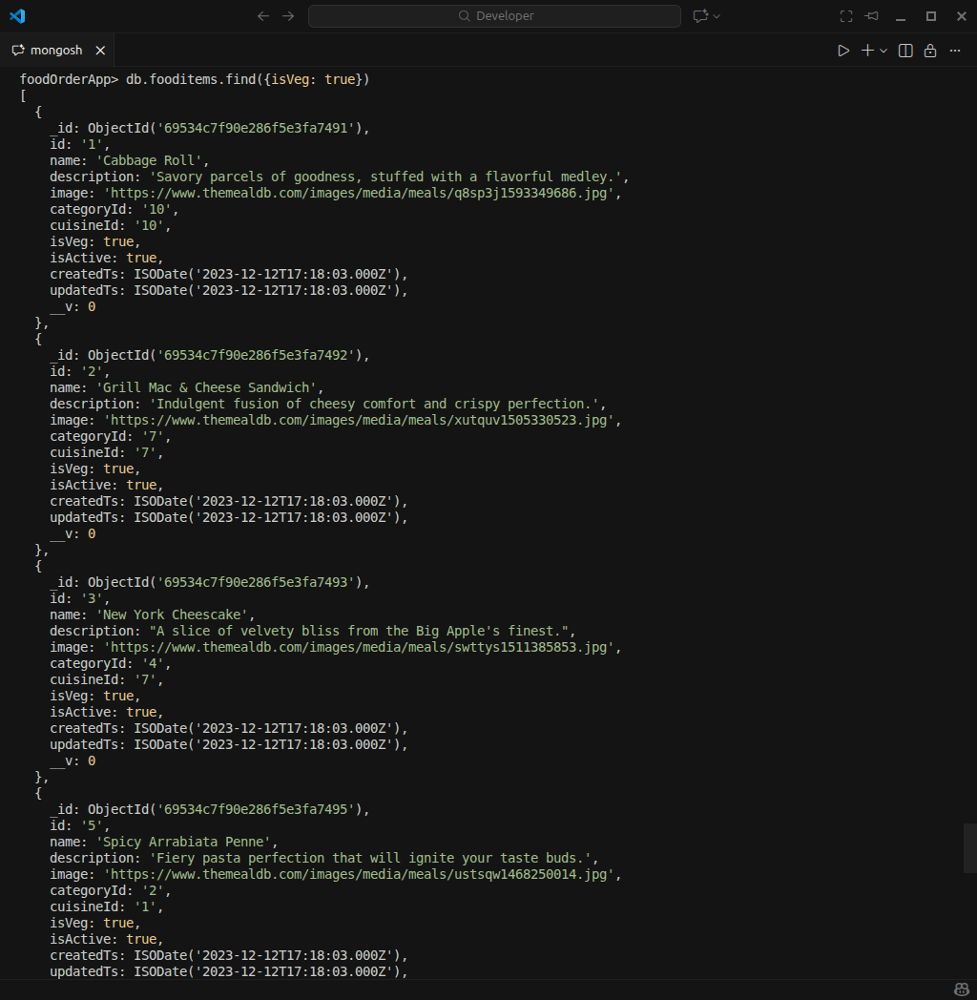 Developer
mongosh
foodOrderApp> db.fooditems.find({isVeg: true})
[
  {
    _id: ObjectId('69534c7f90e286f5e3fa7491'),
    id: '1',
    name: 'Cabbage Roll',
    description: 'Savory parcels of goodness, stuffed with a flavorful medley.',
    image: 'https://www.themealdb.com/images/media/meals/q8sp3j1593349686.jpg',
    categoryId: '10',
    cuisineId: '10',
    isVeg: true,
    isActive: true,
    createdTs: ISODate('2023-12-12T17:18:03.000Z'),
    updatedTs: ISODate('2023-12-12T17:18:03.000Z'),
    __v: 0
  },
  {
    _id: ObjectId('69534c7f90e286f5e3fa7492'),
    id: '2',
    name: 'Grill Mac & Cheese Sandwich',
    description: 'Indulgent fusion of cheesy comfort and crispy perfection.',
    image: 'https://www.themealdb.com/images/media/meals/xutquv1505330523.jpg',
    categoryId: '7',
    cuisineId: '7',
    isVeg: true,
    isActive: true,
    createdTs: ISODate('2023-12-12T17:18:03.000Z'),
    updatedTs: ISODate('2023-12-12T17:18:03.000Z'),
    __v: 0
  },
  {
    _id: ObjectId('69534c7f90e286f5e3fa7493'),
    id: '3',
    name: 'New York Cheescake',
    description: "A slice of velvety bliss from the Big Apple's finest.",
    image: 'https://www.themealdb.com/images/media/meals/swttys1511385853.jpg',
    categoryId: '4',
    cuisineId: '7',
    isVeg: true,
    isActive: true,
    createdTs: ISODate('2023-12-12T17:18:03.000Z'),
    updatedTs: ISODate('2023-12-12T17:18:03.000Z'),
    __v: 0
  },
  {
    _id: ObjectId('69534c7f90e286f5e3fa7495'),
    id: '5',
    name: 'Spicy Arrabiata Penne',
    description: 'Fiery pasta perfection that will ignite your taste buds.',
    image: 'https://www.themealdb.com/images/media/meals/ustsqw1468250014.jpg',
    categoryId: '2',
    cuisineId: '1',
    isVeg: true,
    isActive: true,
    createdTs: ISODate('2023-12-12T17:18:03.000Z'),
    updatedTs: ISODate('2023-12-12T17:18:03.000Z'),